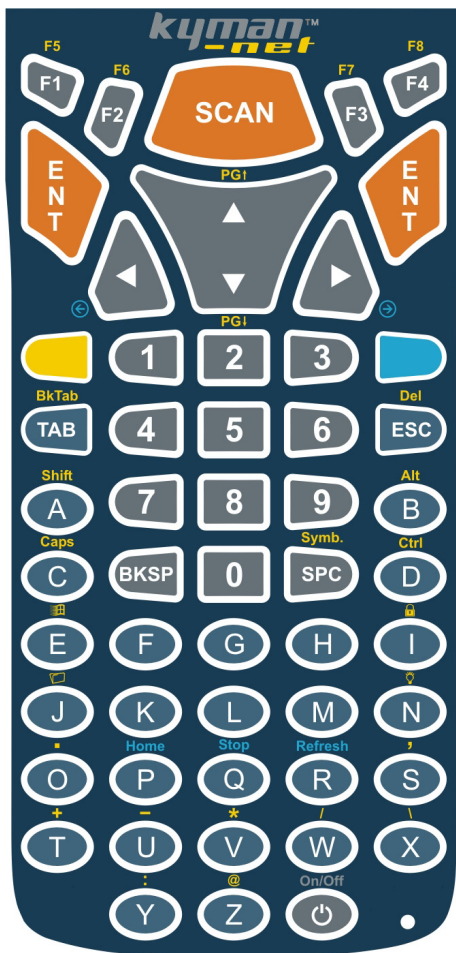 kyman™
-net
F5 F8
F6 F7
F1 F4
F2 SCAN F3
ENT ENT
PG↑
PG↓
1 2 3
BkTab Del
TAB 4 5 6 ESC
Shift Alt
A 7 8 9 B
Caps Symb. Ctrl
C BKSP 0 SPC D
E F G H I
J K L M N
. Home Stop Refresh ,
O P Q R S
+ - * / \
T U V W X
: @ On/Off
Y Z